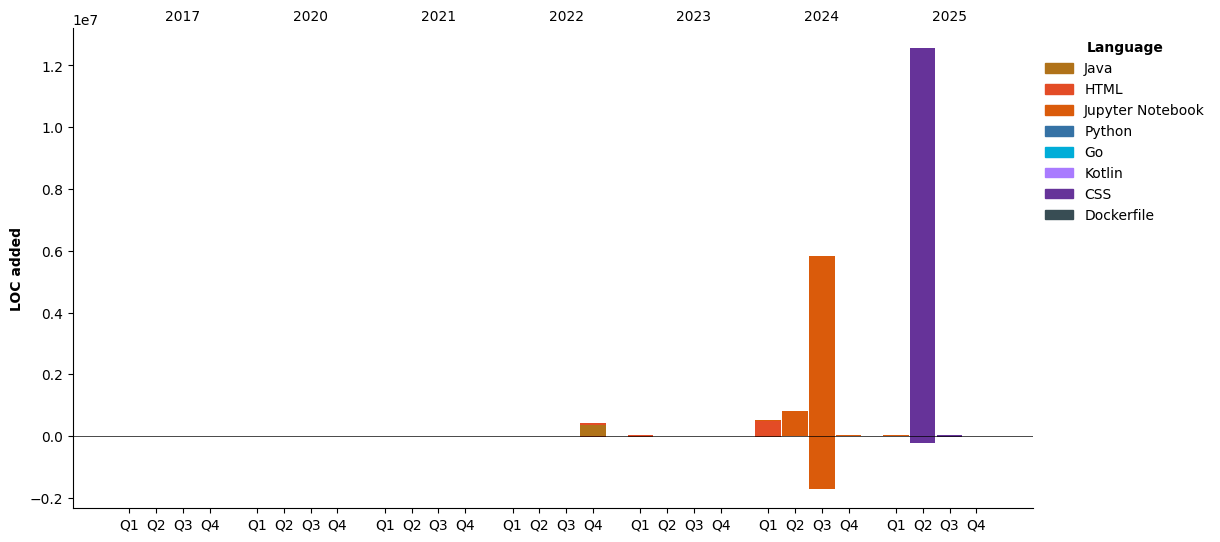 1e7
2017 2020 2021 2022 2023 2024 2025
Language
Java
HTML
Jupyter Notebook
Python
Go
Kotlin
CSS
Dockerfile
LOC added
1.2
1.0
0.8
0.6
0.4
0.2
0.0
−0.2
Q1 Q2 Q3 Q4 Q1 Q2 Q3 Q4 Q1 Q2 Q3 Q4 Q1 Q2 Q3 Q4 Q1 Q2 Q3 Q4 Q1 Q2 Q3 Q4 Q1 Q2 Q3 Q4